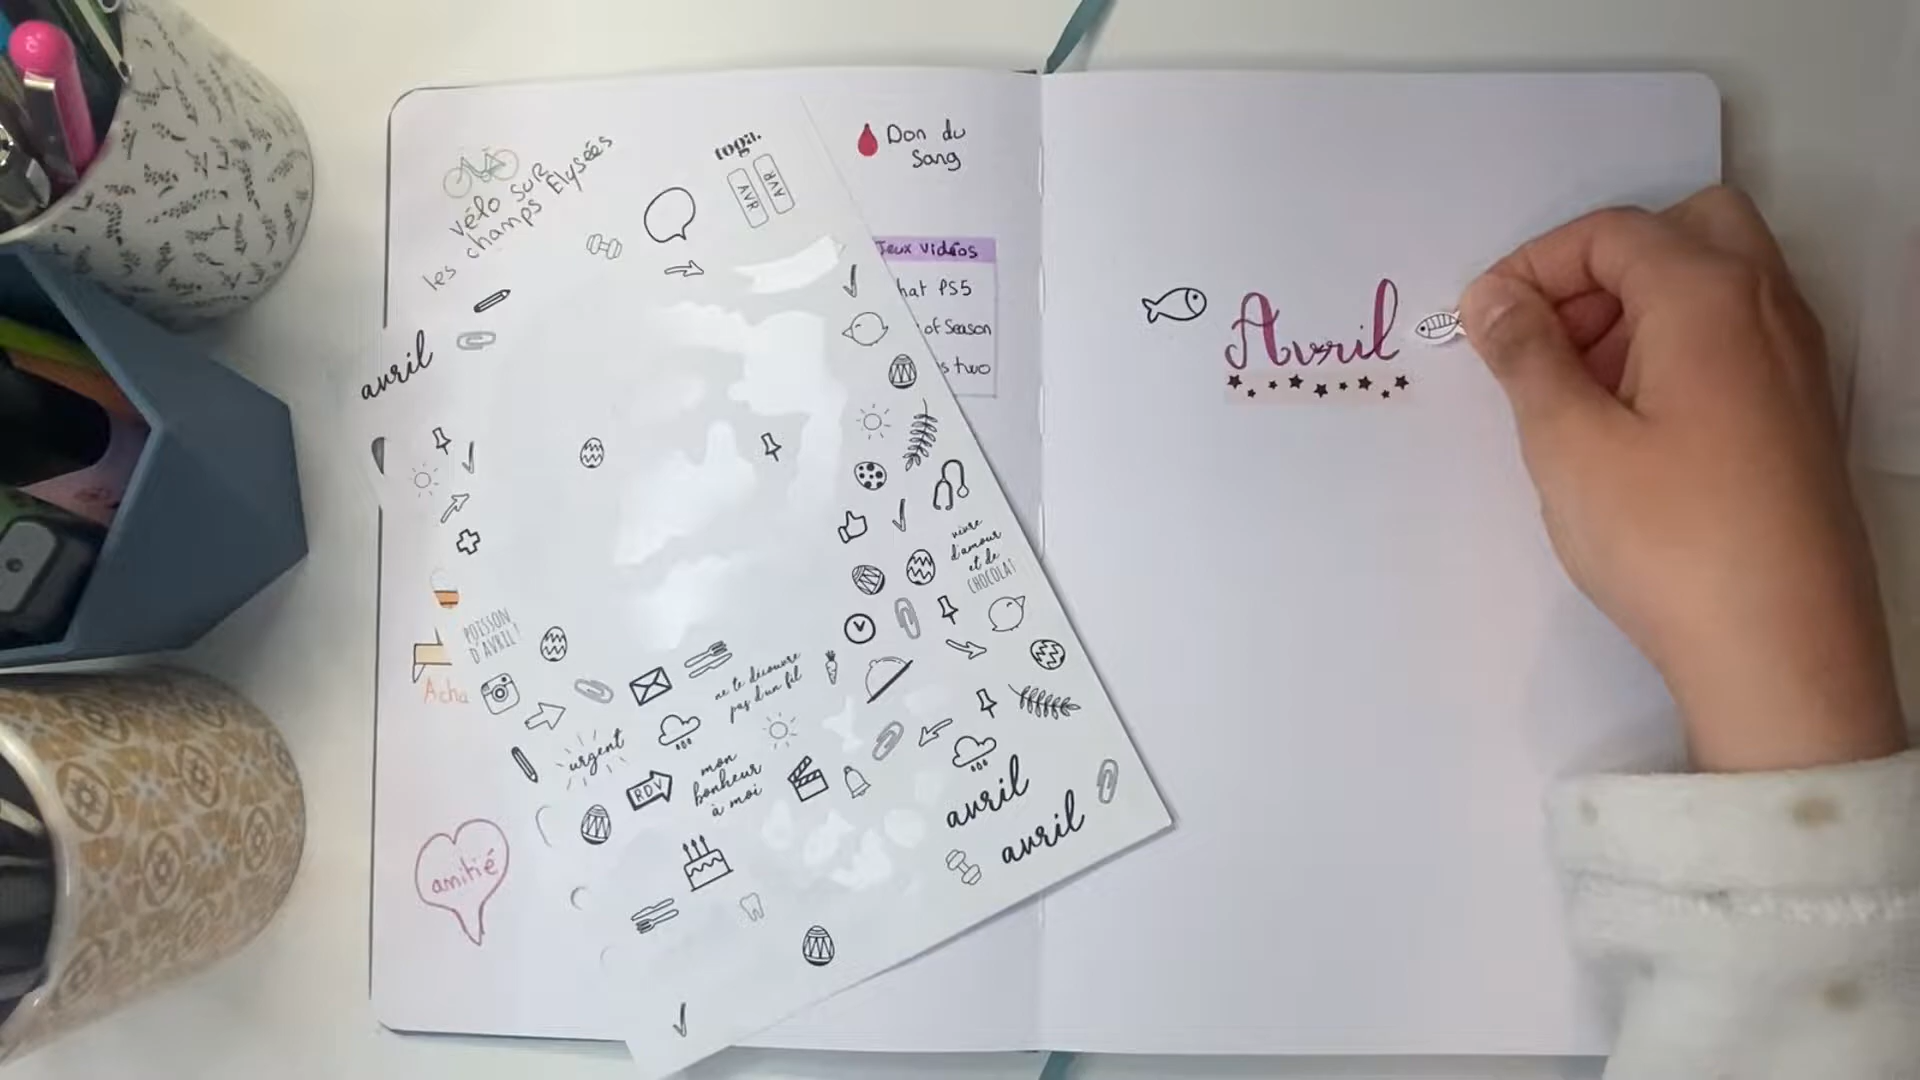 vélo sur
les champs Élysées
toga.
AVR
AVR
avril
POISSON
D'AVRIL!
urgent
RDV
ne te découvre
pas d'un fil
mon
bonheur
à moi
vivre
d'amour
et de
CHOCOLAT
avril
avril
Acha
amitié
Don du
Sang
Jeux Vidéos
hat PS5
of Season
s two
Avril